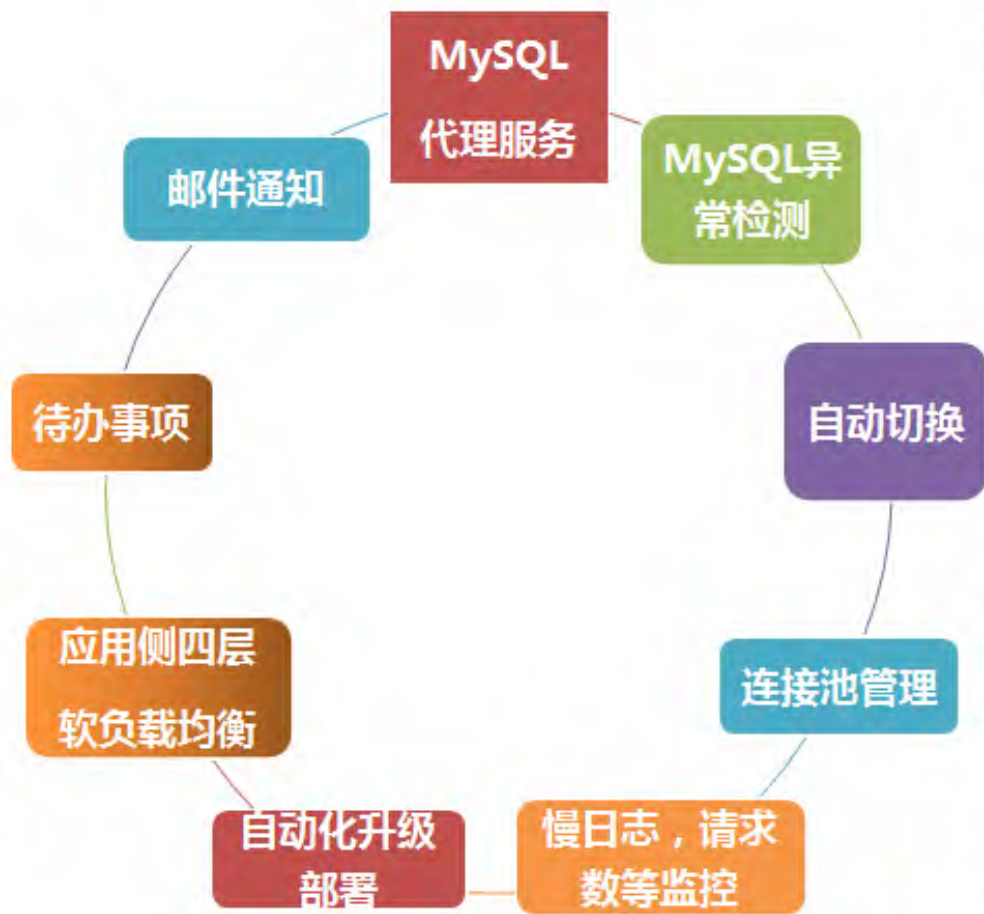 MySQL
代理服务
MySQL异
常检测
自动切换
连接池管理
慢日志，请求
数等监控
自动化升级
部署
应用侧四层
软负载均衡
待办事项
邮件通知